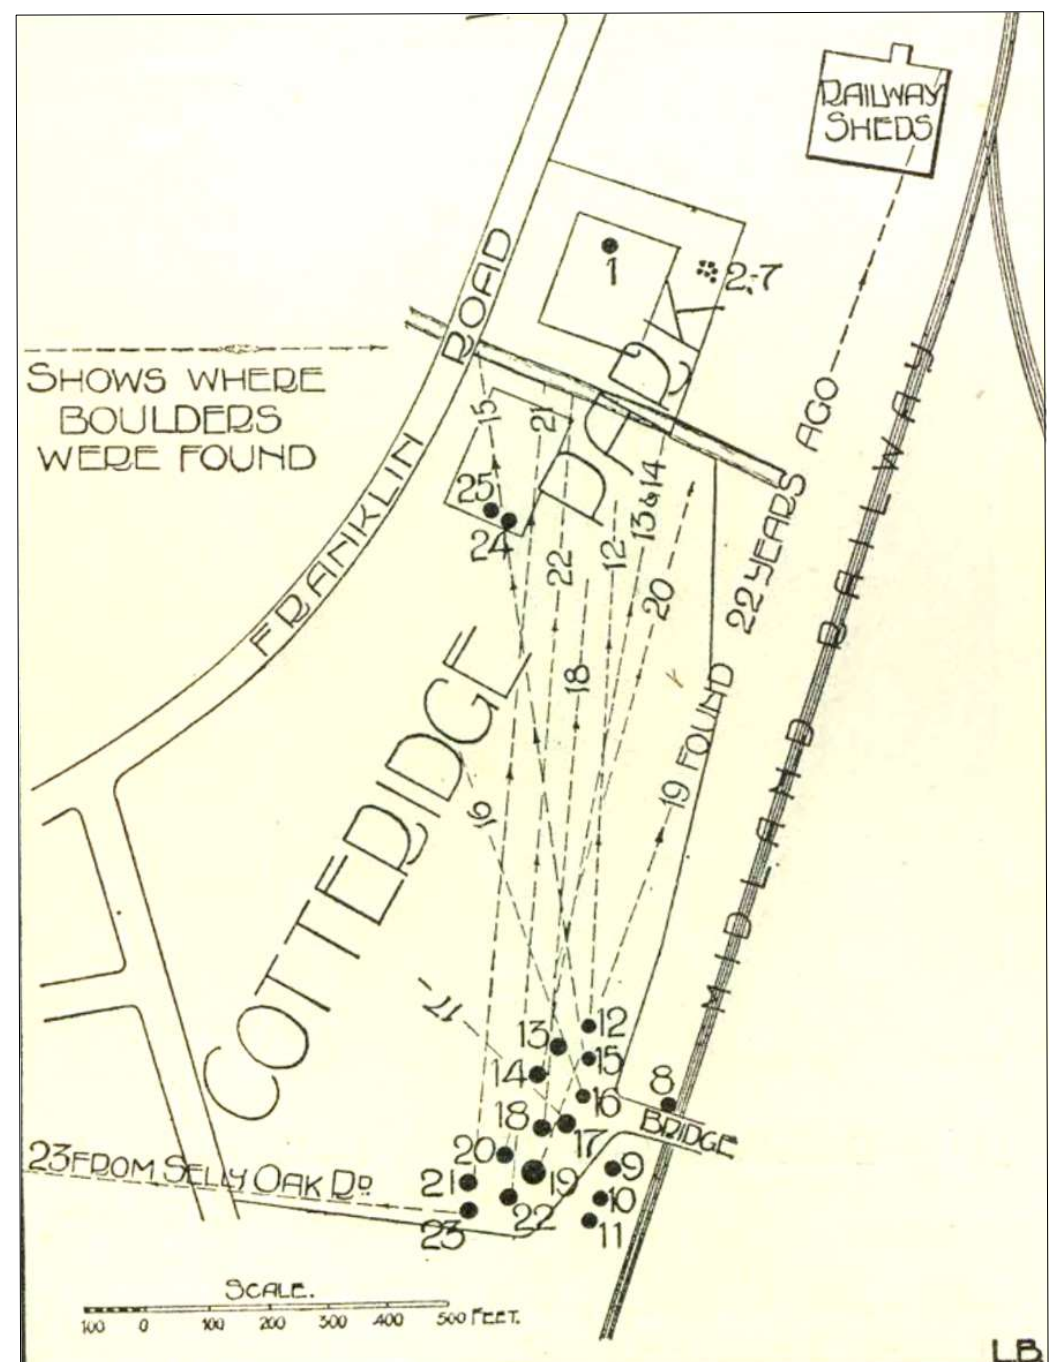 RAILWAY
SHEDS
1
2-7
FRANKLIN ROAD
SHOWS WHERE
BOULDERS
WERE FOUND
COTTERIDGE PARK
15
21
25
24
22
12
13 & 14
20
18
16
17
19 FOUND 22 YEARS AGO
MIDLAND RAILWAY
12
13
15
14
16
8
BRIDGE
18
17
20
9
19
21
10
22
11
23
23 FROM SELLY OAK RD
SCALE.
100 0 100 200 300 400 500 FEET.
LB